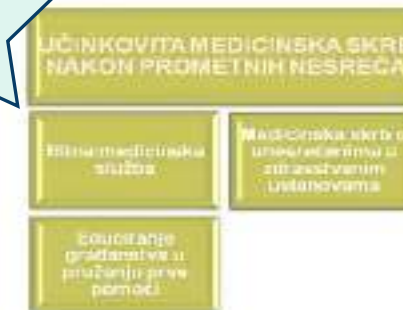 UČINKOVITA MEDICINSKA SKRB
NAKON PROMETNIH NESREĆA
Hitna medicinska
služba
Medicinska skrb o
unesrećenima u
zdravstvenim
ustanovama
Educiranje
građanstva u
pružanju prve
pomoći